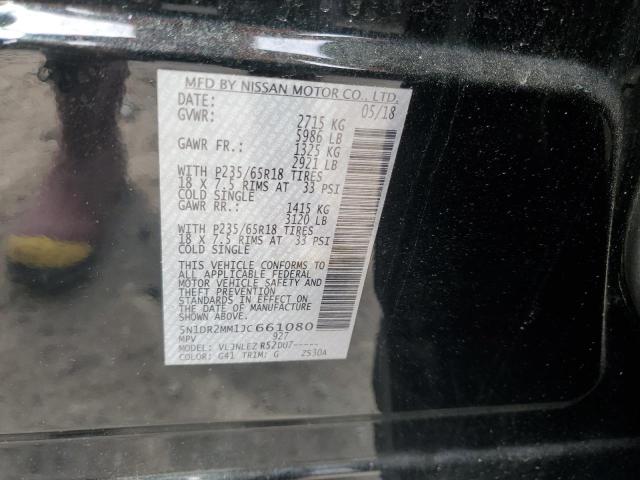 MFD BY NISSAN MOTOR CO., LTD.
DATE: 05/18
GVWR: 2715 KG
5986 LB
GAWR FR.: 1325 KG
2921 LB
WITH P235/65R18 TIRES
18 X 7.5 RIMS AT 33 PSI
COLD SINGLE
GAWR RR.: 1415 KG
3120 LB
WITH P235/65R18 TIRES
18 X 7.5 RIMS AT 33 PSI
COLD SINGLE
THIS VEHICLE CONFORMS TO
ALL APPLICABLE FEDERAL
MOTOR VEHICLE SAFETY AND
THEFT PREVENTION
STANDARDS IN EFFECT ON
THE DATE OF MANUFACTURE
SHOWN ABOVE.
5N1DR2MM1JC661080
MPV 927
MODEL: VLJNLEZ R52DU7-----
COLOR: G41 TRIM: G ZS30A